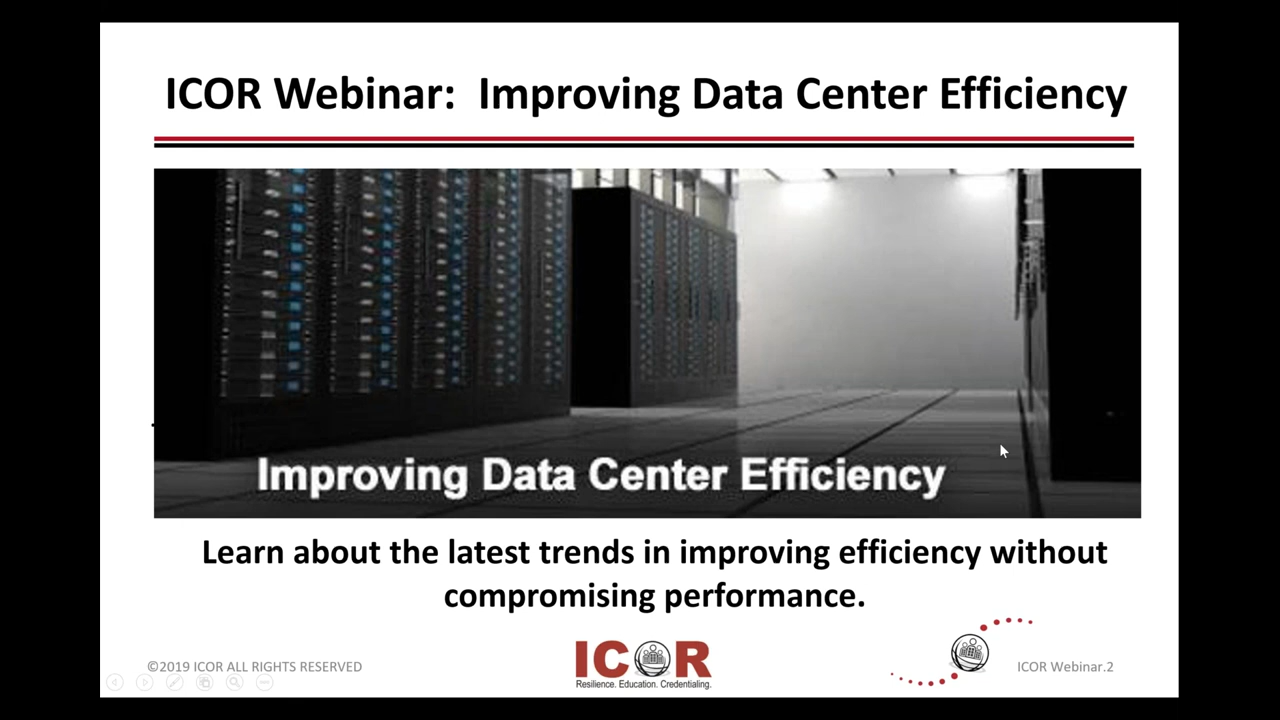 ICOR Webinar:  Improving Data Center Efficiency
Improving Data Center Efficiency
Learn about the latest trends in improving efficiency without
compromising performance.
©2019 ICOR ALL RIGHTS RESERVED
ICOR
Resilience. Education. Credentialing.
ICOR Webinar.2